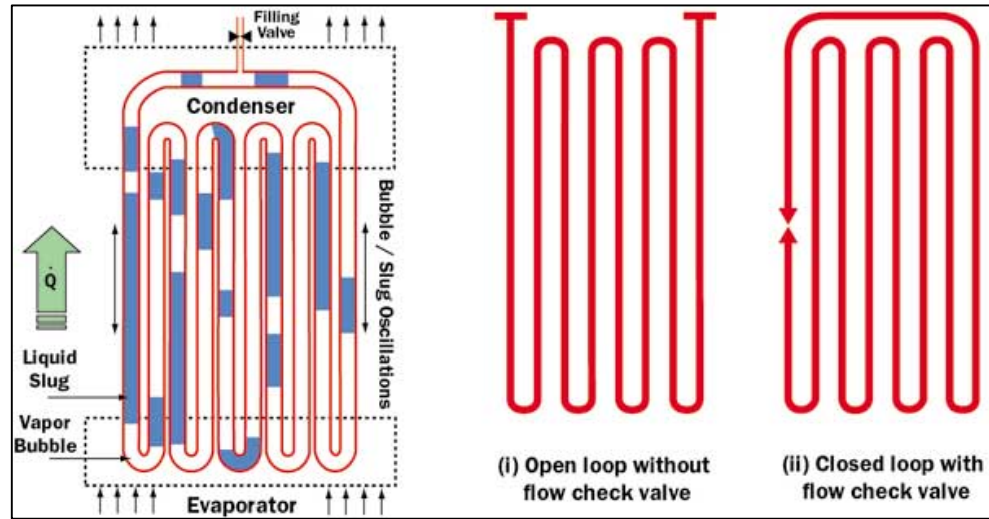 Filling
Valve
Condenser
Bubble / Slug Oscillations
Q̇
Liquid
Slug
Vapor
Bubble
Evaporator
(i) Open loop without
flow check valve
(ii) Closed loop with
flow check valve